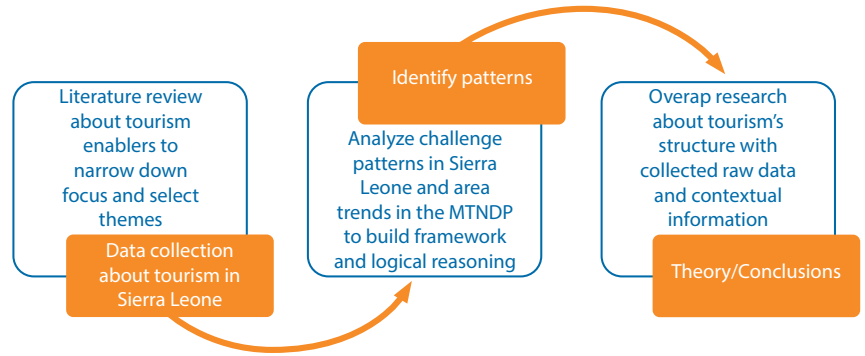 Literature review
about tourism
enablers to
narrow down
focus and select
themes
Data collection
about tourism in
Sierra Leone
Identify patterns
Analyze challenge
patterns in Sierra
Leone and area
trends in the MTNDP
to build framework
and logical reasoning
Overap research
about tourism's
structure with
collected raw data
and contextual
information
Theory/Conclusions